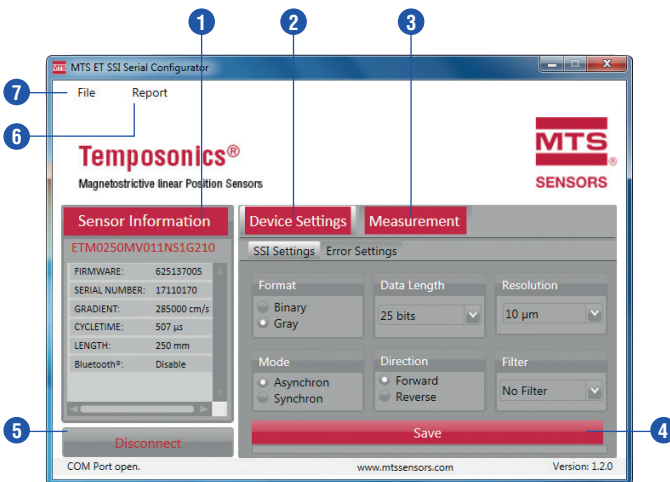 1 2 3
MTS MTS ET SSI Serial Configurator
7 File Report
6
MTS
Temposonics®
Magnetostrictive linear Position Sensors
SENSORS
Sensor Information
ETM0250MV011NS1G210
FIRMWARE: 625137005
SERIAL NUMBER: 17110170
GRADIENT: 285000 cm/s
CYCLETIME: 507 µs
LENGTH: 250 mm
Bluetooth®: Disable
Device Settings Measurement
SSI Settings Error Settings
Format
Binary
Gray
Data Length
25 bits
Resolution
10 µm
Mode
Asynchron
Synchron
Direction
Forward
Reverse
Filter
No Filter
5 Disconnect
Save 4
COM Port open. www.mtssensors.com Version: 1.2.0